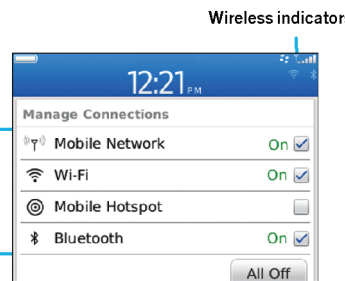 Wireless indicator
12:21 PM
Manage Connections
Mobile Network On
Wi-Fi On
Mobile Hotspot
Bluetooth On
All Off